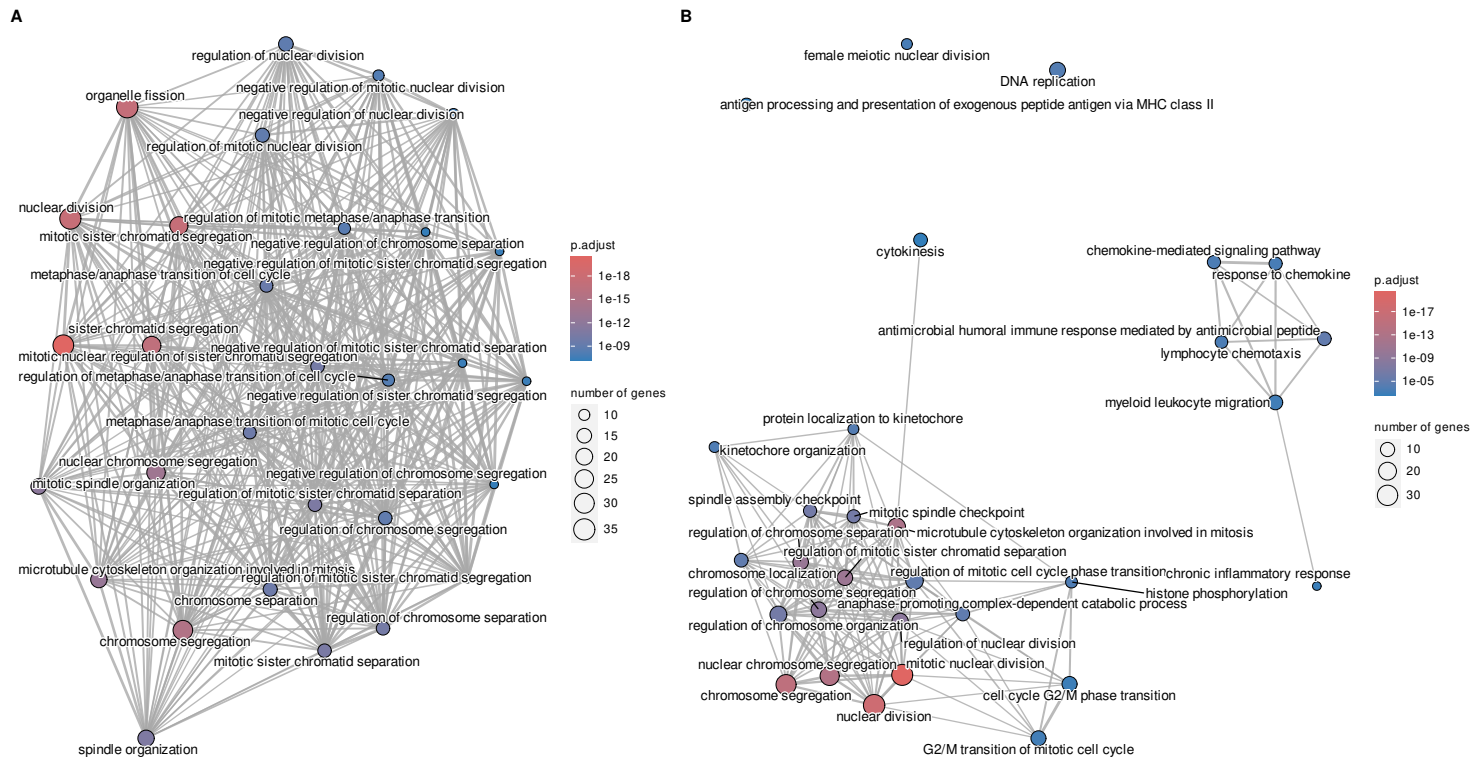 A
regulation of nuclear division
negative regulation of mitotic nuclear division
organelle fission
negative regulation of nuclear division
regulation of mitotic nuclear division
nuclear division
regulation of mitotic metaphase/anaphase transition
mitotic sister chromatid segregation
negative regulation of chromosome separation
negative regulation of mitotic sister chromatid segregation
metaphase/anaphase transition of cell cycle
sister chromatid segregation
negative regulation of mitotic sister chromatid separation
mitotic nuclear
regulation of sister chromatid segregation
regulation of metaphase/anaphase transition of cell cycle
negative regulation of sister chromatid segregation
metaphase/anaphase transition of mitotic cell cycle
nuclear chromosome segregation
negative regulation of chromosome segregation
mitotic spindle organization
regulation of mitotic sister chromatid separation
regulation of chromosome segregation
microtubule cytoskeleton organization involved in mitosis
regulation of mitotic sister chromatid segregation
chromosome separation
regulation of chromosome separation
chromosome segregation
mitotic sister chromatid separation
spindle organization
p.adjust
1e-18
1e-15
1e-12
1e-09
number of genes
10
15
20
25
30
35
B
female meiotic nuclear division
DNA replication
antigen processing and presentation of exogenous peptide antigen via MHC class II
cytokinesis
chemokine-mediated signaling pathway
response to chemokine
antimicrobial humoral immune response mediated by antimicrobial peptide
lymphocyte chemotaxis
myeloid leukocyte migration
protein localization to kinetochore
kinetochore organization
spindle assembly checkpoint
mitotic spindle checkpoint
regulation of chromosome separation
microtubule cytoskeleton organization involved in mitosis
regulation of mitotic sister chromatid separation
chromosome localization
regulation of mitotic cell cycle phase transition
chronic inflammatory response
regulation of chromosome segregation
histone phosphorylation
anaphase-promoting complex-dependent catabolic process
regulation of chromosome organization
regulation of nuclear division
nuclear chromosome segregation
mitotic nuclear division
chromosome segregation
cell cycle G2/M phase transition
nuclear division
G2/M transition of mitotic cell cycle
p.adjust
1e-17
1e-13
1e-09
1e-05
number of genes
10
20
30